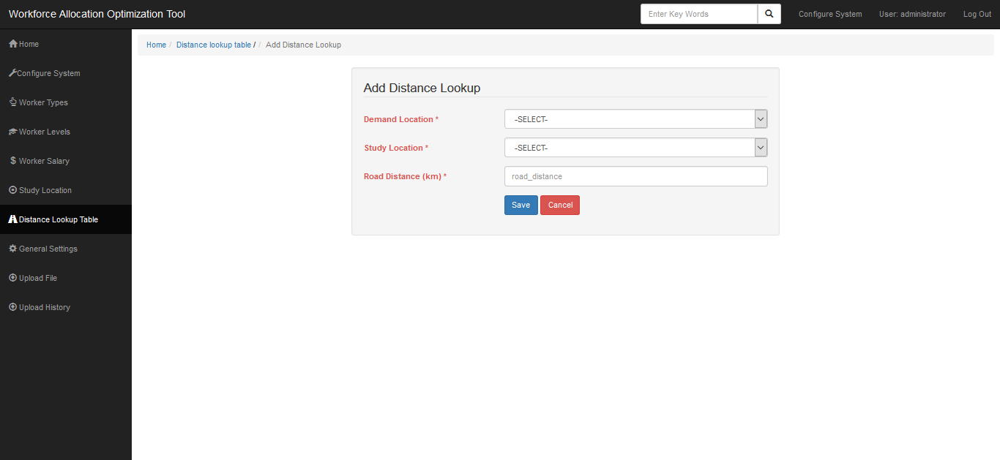 Workforce Allocation Optimization Tool
Enter Key Words
Configure System
User: administrator
Log Out
Home
Configure System
Worker Types
Worker Levels
$ Worker Salary
Study Location
Distance Lookup Table
General Settings
Upload File
Upload History
Home / Distance lookup table / / Add Distance Lookup
Add Distance Lookup
Demand Location *
-SELECT-
Study Location *
-SELECT-
Road Distance (km) *
road_distance
Save
Cancel